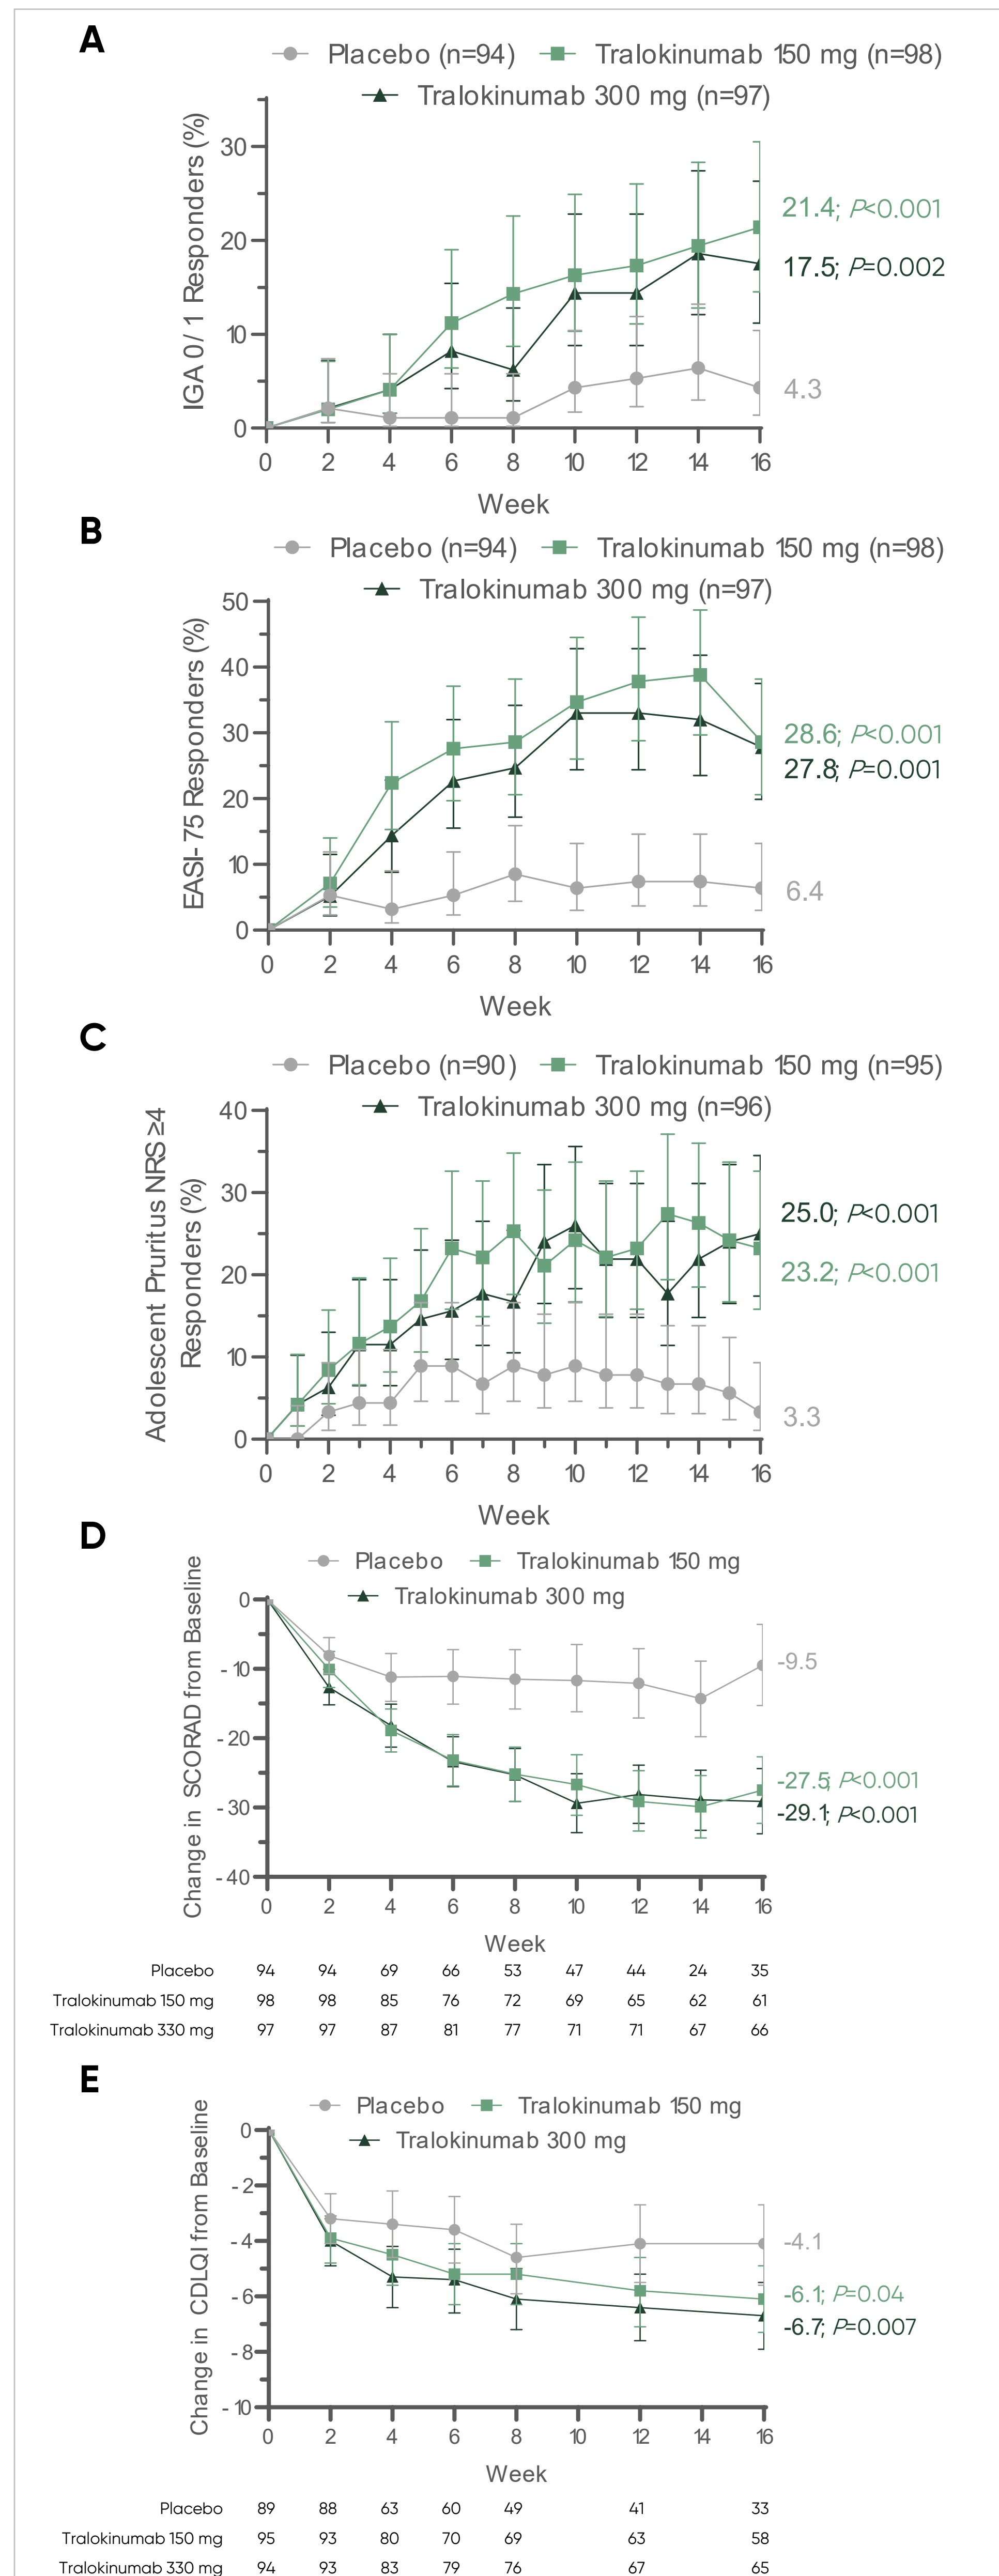 A
Placebo (n=94) Tralokinumab 150 mg (n=98)
Tralokinumab 300 mg (n=97)
IGA 0/ 1 Responders (%)
30
20
10
0
21.4; P<0.001
17.5; P=0.002
4.3
0 2 4 6 8 10 12 14 16
Week
B
Placebo (n=94) Tralokinumab 150 mg (n=98)
Tralokinumab 300 mg (n=97)
EASI- 75 Responders (%)
50
40
30
20
10
0
28.6; P<0.001
27.8; P=0.001
6.4
0 2 4 6 8 10 12 14 16
Week
C
Placebo (n=90) Tralokinumab 150 mg (n=95)
Tralokinumab 300 mg (n=96)
Adolescent Pruritus NRS ≥4
Responders (%)
40
30
20
10
0
25.0; P<0.001
23.2; P<0.001
3.3
0 2 4 6 8 10 12 14 16
Week
D
Placebo Tralokinumab 150 mg
Tralokinumab 300 mg
Change in SCORAD from Baseline
0
- 10
- 20
- 30
- 40
-9.5
-27.5; P<0.001
-29.1; P<0.001
0 2 4 6 8 10 12 14 16
Week
Placebo 94 94 69 66 53 47 44 24 35
Tralokinumab 150 mg 98 98 85 76 72 69 65 62 61
Tralokinumab 330 mg 97 97 87 81 77 71 71 67 66
E
Placebo Tralokinumab 150 mg
Tralokinumab 300 mg
Change in CDLQI from Baseline
0
- 2
- 4
- 6
- 8
- 10
-4.1
-6.1; P=0.04
-6.7; P=0.007
0 2 4 6 8 10 12 14 16
Week
Placebo 89 88 63 60 49 41 33
Tralokinumab 150 mg 95 93 80 70 69 63 58
Tralokinumab 330 mg 94 93 83 79 76 67 65